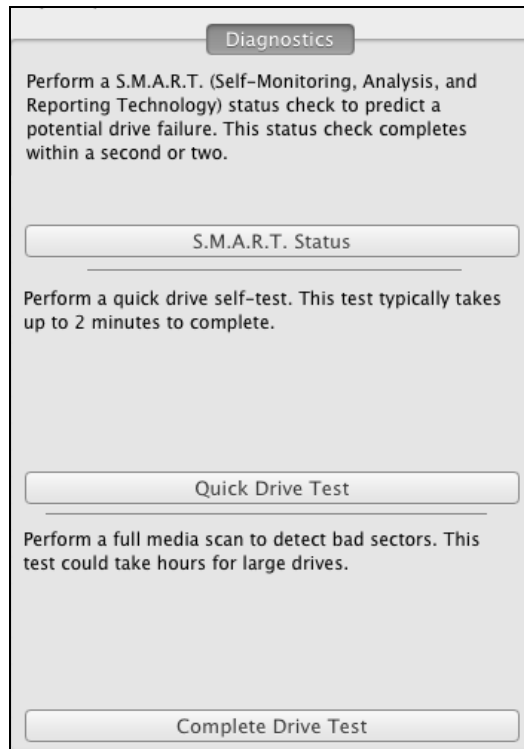 Diagnostics
Perform a S.M.A.R.T. (Self-Monitoring, Analysis, and
Reporting Technology) status check to predict a
potential drive failure. This status check completes
within a second or two.
S.M.A.R.T. Status
Perform a quick drive self-test. This test typically takes
up to 2 minutes to complete.
Quick Drive Test
Perform a full media scan to detect bad sectors. This
test could take hours for large drives.
Complete Drive Test